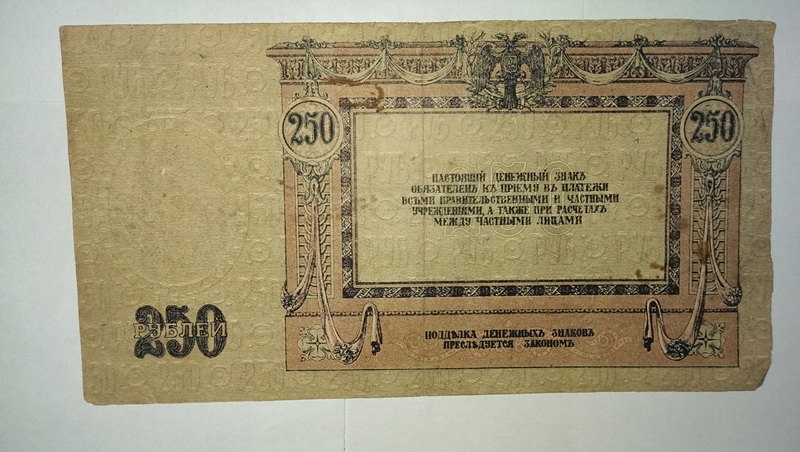 250
250
НАСТОЯЩІЙ ДЕНЕЖНЫЙ ЗНАКЪ
ОБЯЗАТЕЛЕНЪ КЪ ПРІЕМУ ВЪ ПЛАТЕЖИ
ВСѢМИ ПРАВИТЕЛЬСТВЕННЫМИ И ЧАСТНЫМИ
УЧРЕЖДЕНІЯМИ, А ТАКЖЕ ПРИ РАСЧЕТАХЪ
МЕЖДУ ЧАСТНЫМИ ЛИЦАМИ
250
РУБЛЕЙ
ПОДДѢЛКА ДЕНЕЖНЫХЪ ЗНАКОВЪ
ПРЕСЛѢДУЕТСЯ ЗАКОНОМЪ